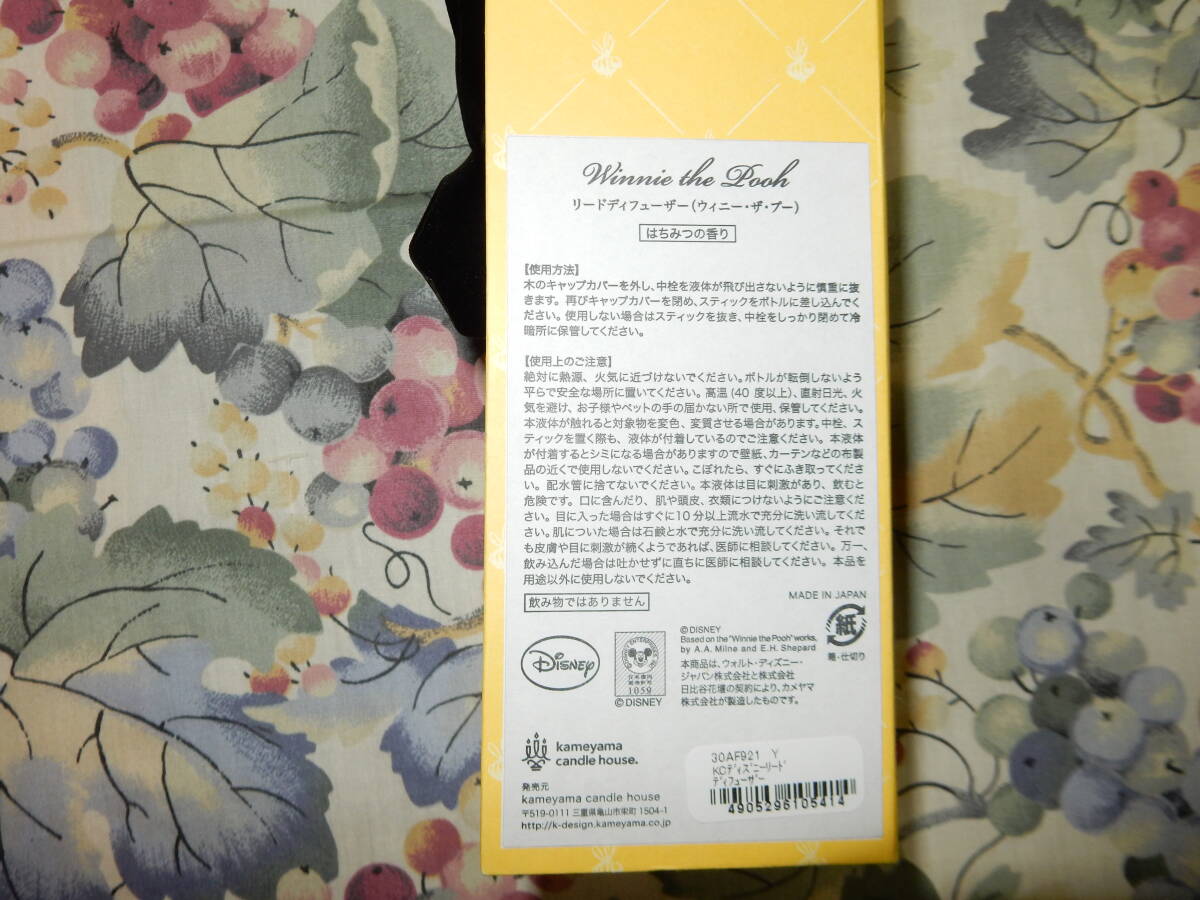 Winnie the Pooh
リードディフューザー(ウィニー・ザ・プー)
はちみつの香り
【使用方法】
木のキャップカバーを外し、中栓を液体が飛び出さないように慎重に抜
きます。再びキャップカバーを閉め、スティックをボトルに差し込んでく
ださい。使用しない場合はスティックを抜き、中栓をしっかり閉めて冷
暗所に保管してください。
【使用上のご注意】
絶対に熱源、火気に近づけないでください。ボトルが転倒しないよう
平らで安全な場所に置いてください。高温(40度以上)、直射日光、火
気を避け、お子様やペットの手の届かない所で使用、保管してください。
本液体が触れると対象物を変色、変質させる場合があります。中栓、ス
ティックを置く際も、液体が付着しているのでご注意ください。本液体
が付着するとシミになる場合がありますので壁紙、カーテンなどの布製
品の近くで使用しないでください。こぼれたら、すぐにふき取ってくださ
い。配水管に捨てないでください。本液体は目に刺激があり、飲むと
危険です。口に含んだり、肌や頭皮、衣類につけないようにご注意くだ
さい。目に入った場合はすぐに10分以上流水で充分に洗い流してくだ
さい。肌についた場合は石鹸と水で充分に洗い流してください。それで
も皮膚や目に刺激が続くようであれば、医師に相談してください。万一、
飲み込んだ場合は吐かせずに直ちに医師に相談してください。本品を
用途以外に使用しないでください。
飲み物ではありません
MADE IN JAPAN
Disney
1059
©DISNEY
©DISNEY
Based on the "Winnie the Pooh" works,
by A.A. Milne and E.H. Shepard
本商品は、ウォルト・ディズニー・
ジャパン株式会社と株式会社
日比谷花壇の契約により、カメヤマ
株式会社が製造したものです。
紙
箱・仕切り
kameyama
candle house.
発売元
kameyama candle house
〒519-0111 三重県亀山市栄町 1504-1
http://k-design.kameyama.co.jp
30AF921 Y
KCディズニーリード
ディフューザー
4905296105414